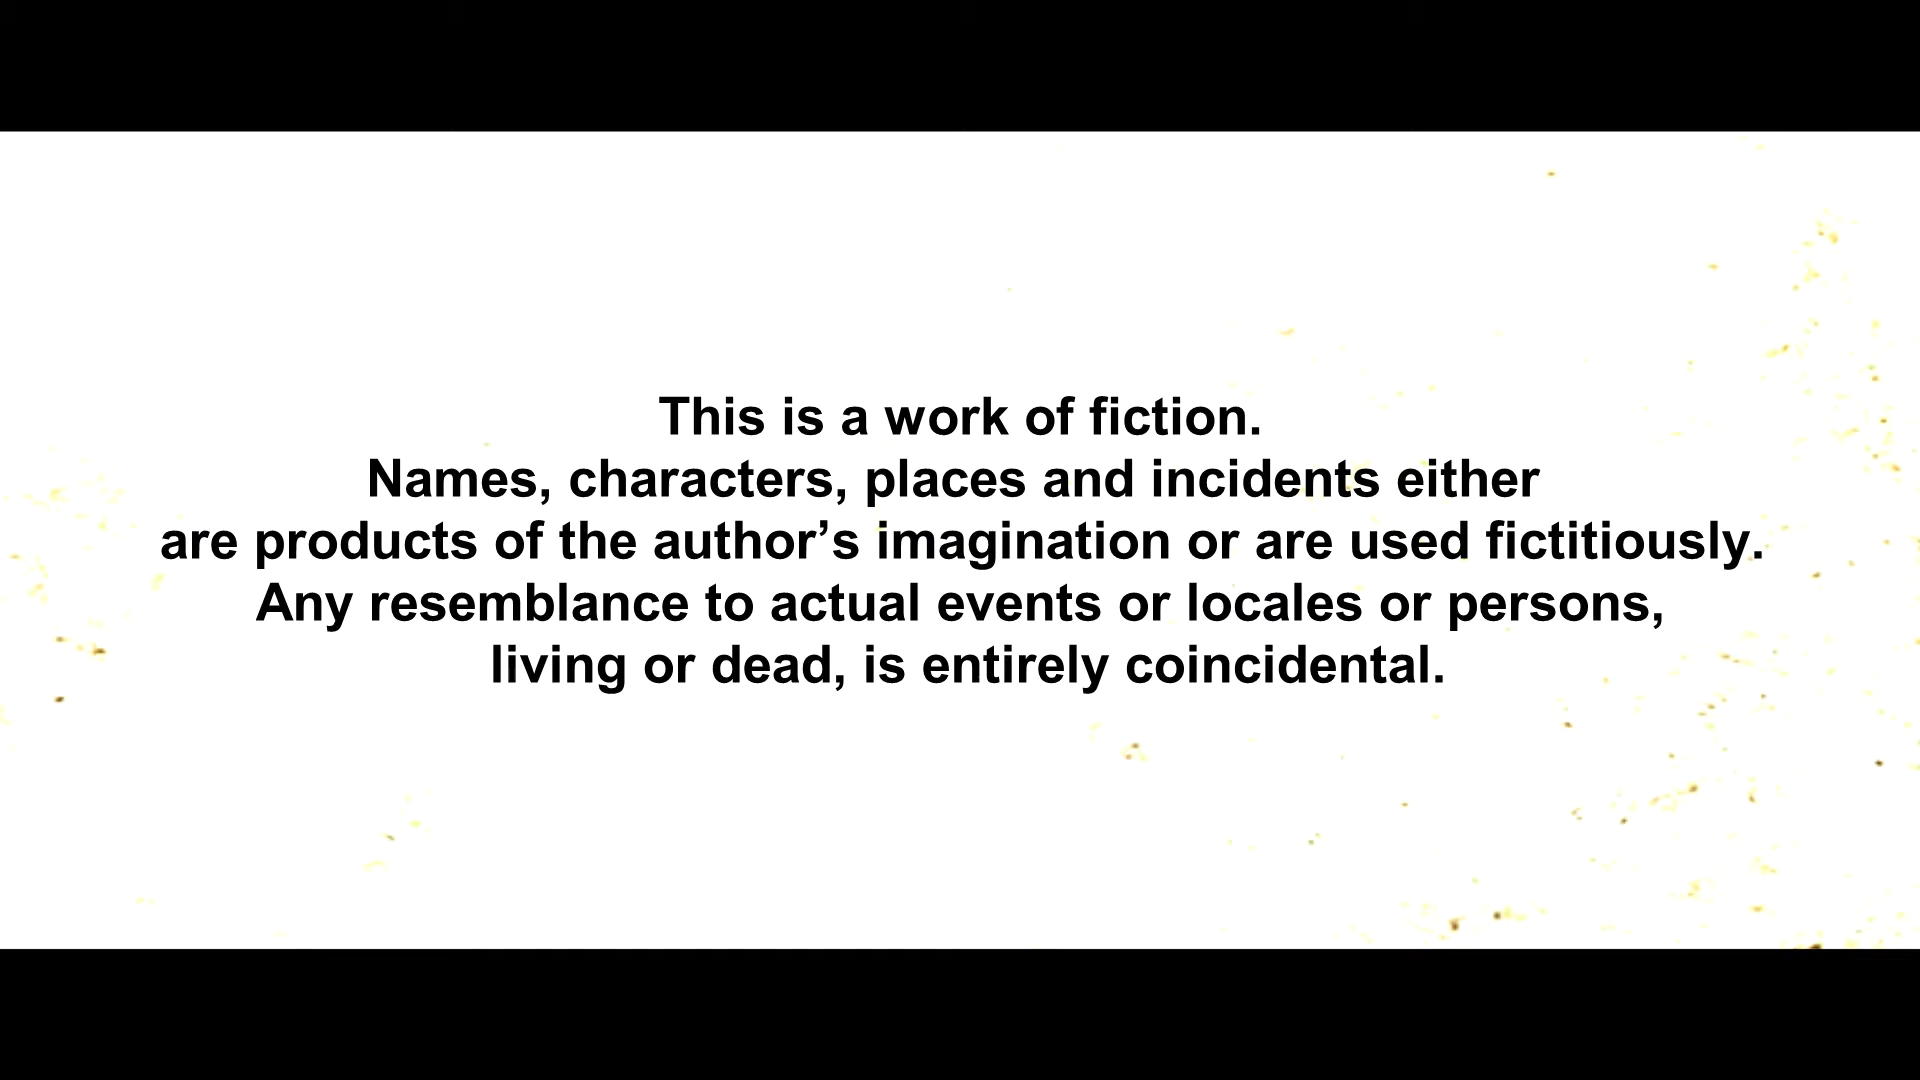 This is a work of fiction.
Names, characters, places and incidents either
are products of the author’s imagination or are used fictitiously.
Any resemblance to actual events or locales or persons,
living or dead, is entirely coincidental.